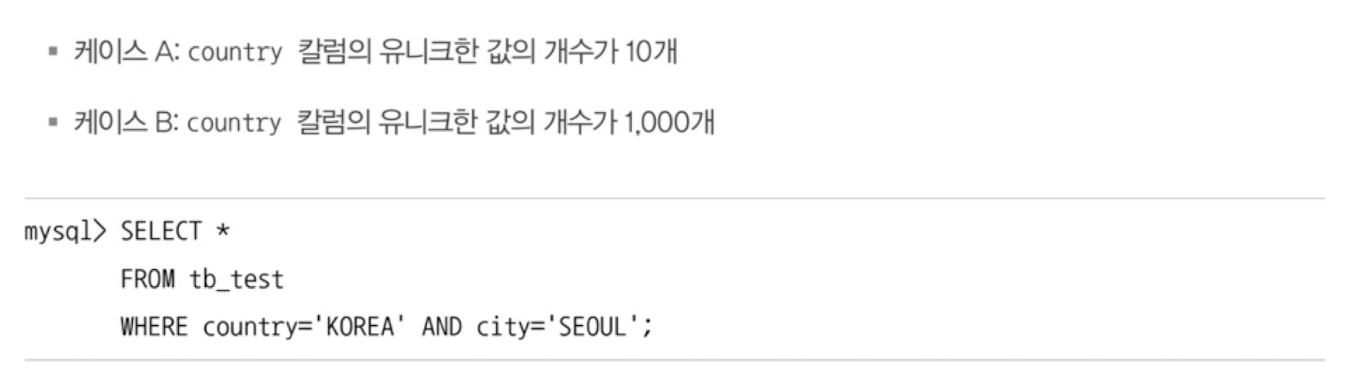 ▪ 케이스 A: country 칼럼의 유니크한 값의 개수가 10개
▪ 케이스 B: country 칼럼의 유니크한 값의 개수가 1,000개
mysql> SELECT *
FROM tb_test
WHERE country='KOREA' AND city='SEOUL';